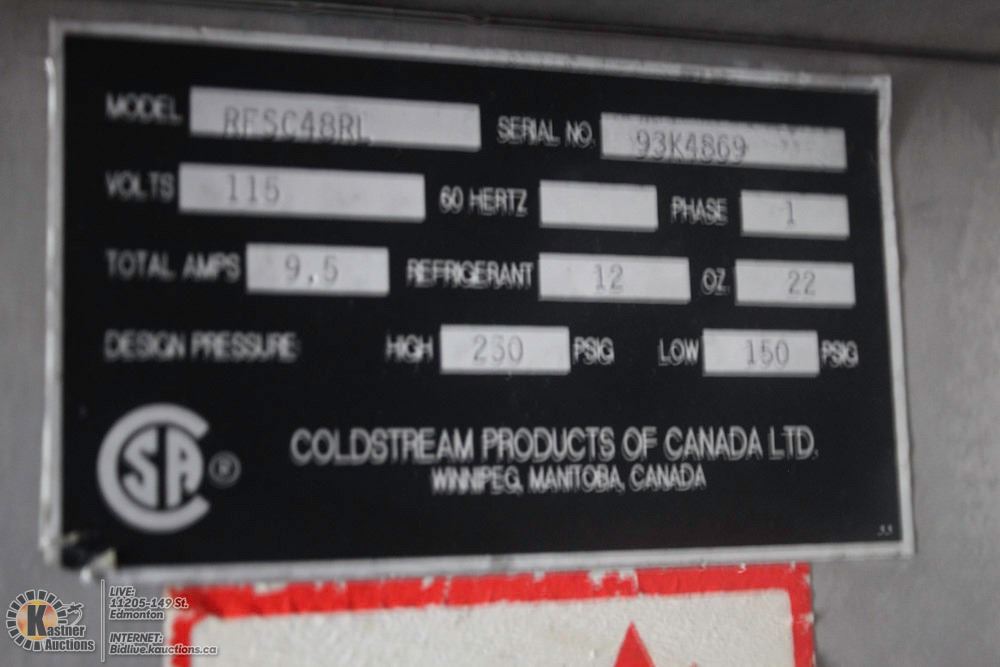 MODEL RFSC48RL SERIAL NO. 93K4869
VOLTS 115 60 HERTZ PHASE 1
TOTAL AMPS 9.5 REFRIGERANT 12 OZ. 22
DESIGN PRESSURE HIGH 230 PSIG LOW 150 PSIG
CSA ®
COLDSTREAM PRODUCTS OF CANADA LTD.
WINNIPEG, MANITOBA, CANADA
55
Kastner
Auctions
LIVE:
11205-149 St.
Edmonton
INTERNET:
Bidlive.kauctions.ca